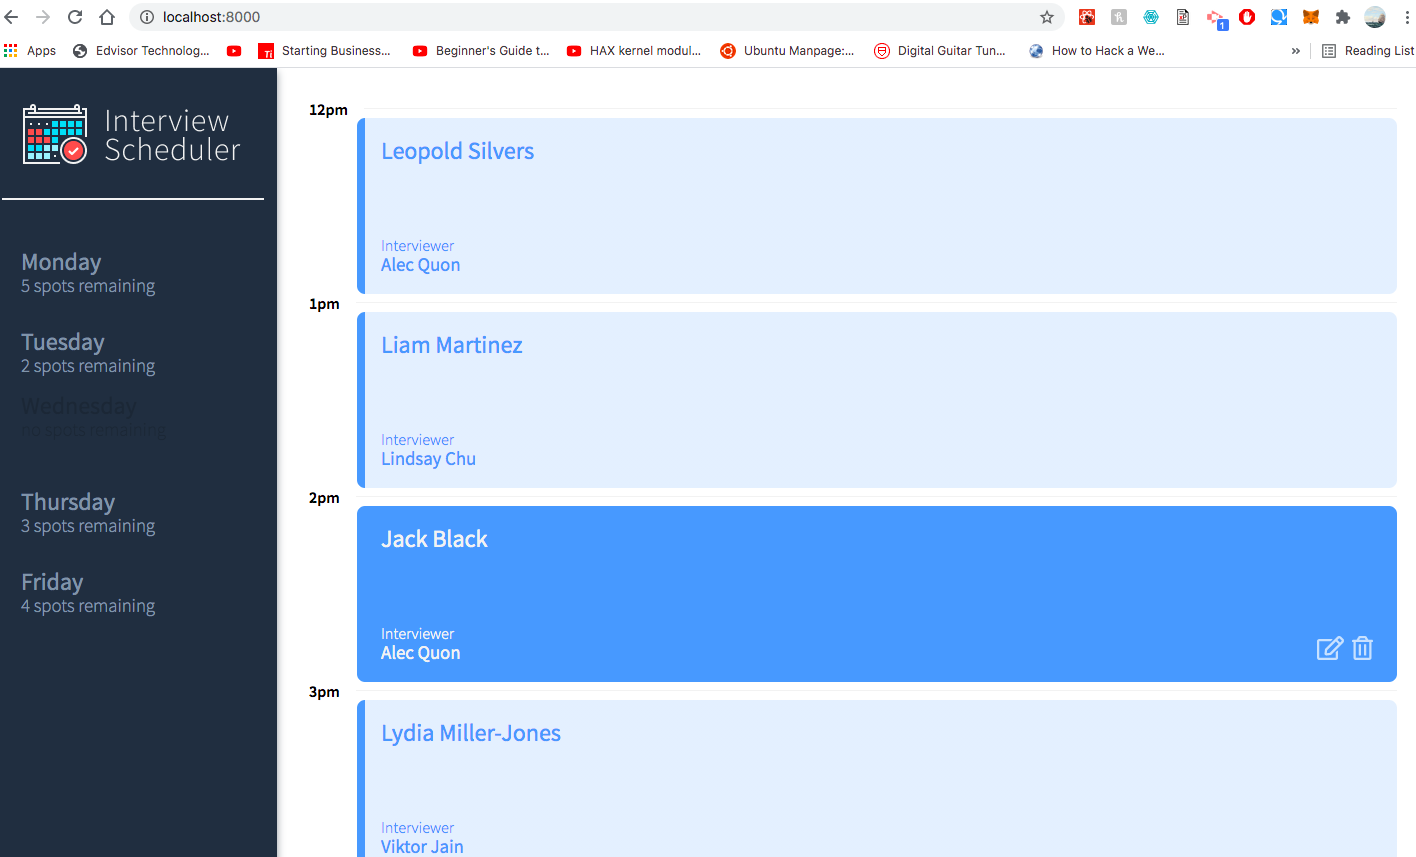 localhost:8000
1
Apps
Edvisor Technolog...
Ti
Starting Business...
Beginner's Guide t...
HAX kernel modul...
Ubuntu Manpage:...
Digital Guitar Tun...
How to Hack a We...
»
Reading List
Interview
Scheduler
Monday
5 spots remaining
Tuesday
2 spots remaining
Wednesday
no spots remaining
Thursday
3 spots remaining
Friday
4 spots remaining
12pm
Leopold Silvers
Interviewer
Alec Quon
1pm
Liam Martinez
Interviewer
Lindsay Chu
2pm
Jack Black
Interviewer
Alec Quon
3pm
Lydia Miller-Jones
Interviewer
Viktor Jain